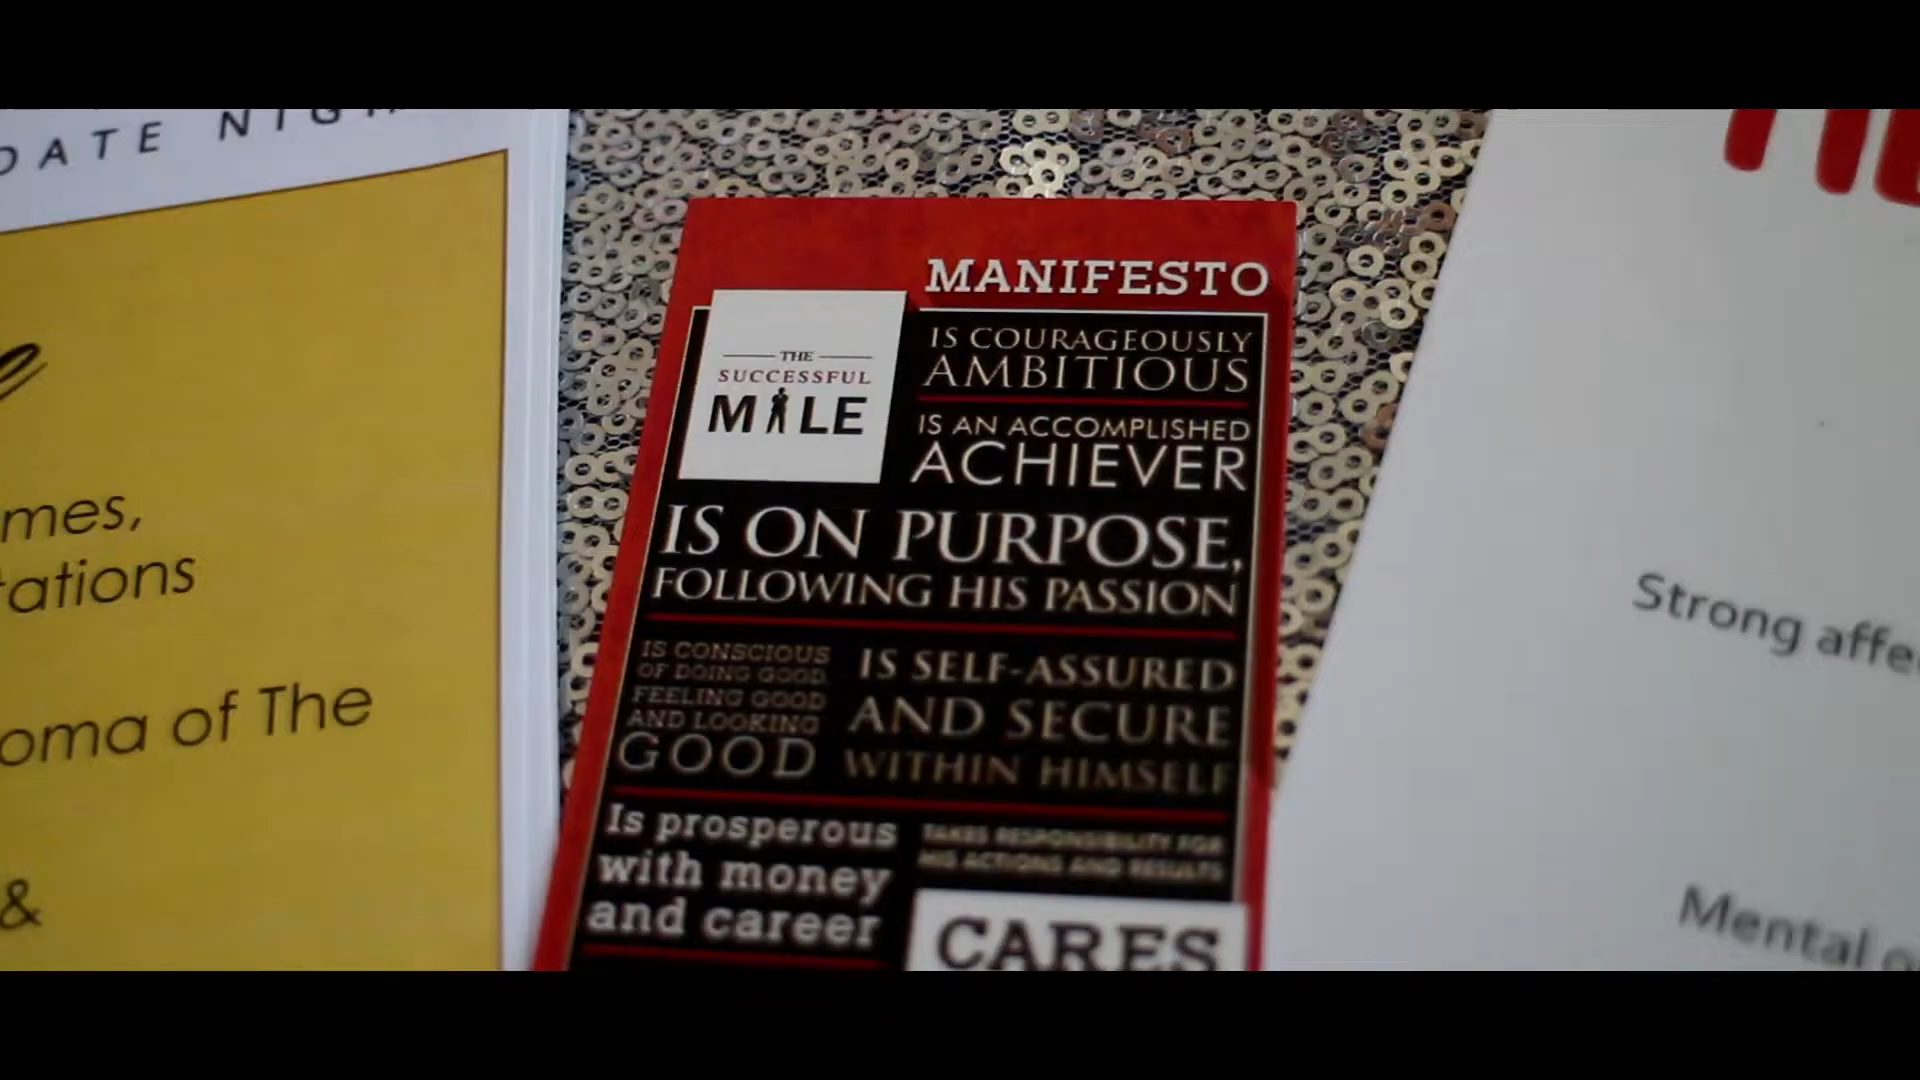 DATE NIGH
mes,
tations
oma of The
&
MANIFESTO
THE
SUCCESSFUL
MALE
IS COURAGEOUSLY
AMBITIOUS
IS AN ACCOMPLISHED
ACHIEVER
IS ON PURPOSE,
FOLLOWING HIS PASSION
IS CONSCIOUS
OF DOING GOOD
FEELING GOOD
AND LOOKING
GOOD
IS SELF-ASSURED
AND SECURE
WITHIN HIMSELF
Is prosperous
with money
and career
TAKES RESPONSIBILITY FOR
HIS ACTIONS AND RESULTS
CARES
Strong affe
Mental